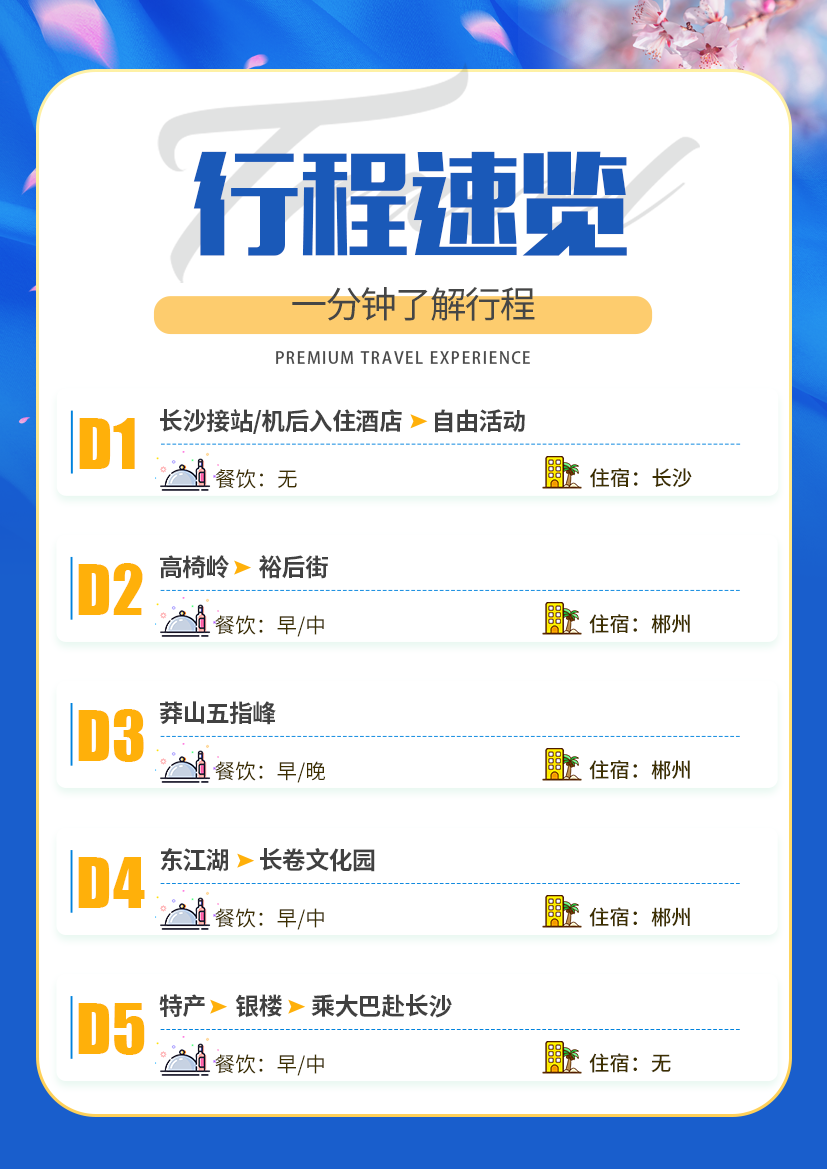 Travel
行程速览
一分钟了解行程
PREMIUM TRAVEL EXPERIENCE
D1
长沙接站/机后入住酒店➤自由活动
餐饮：无 住宿：长沙
D2
高椅岭➤ 裕后街
餐饮：早/中 住宿：郴州
D3
莽山五指峰
餐饮：早/晚 住宿：郴州
D4
东江湖 ➤ 长卷文化园
餐饮：早/中 住宿：郴州
D5
特产➤ 银楼➤ 乘大巴赴长沙
餐饮：早/中 住宿：无